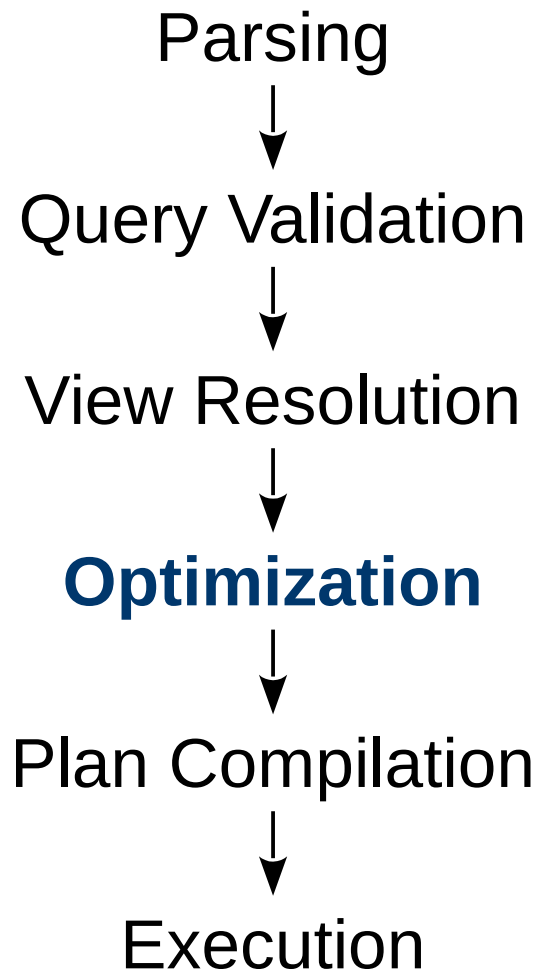 Parsing
Query Validation
View Resolution
Optimization
Plan Compilation
Execution